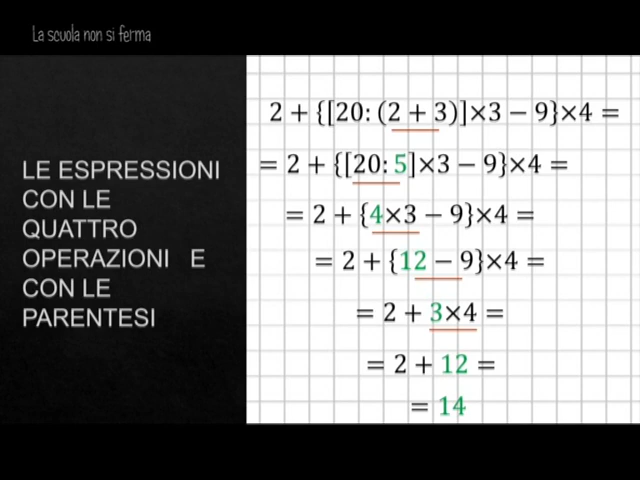 La scuola non si ferma
LE ESPRESSIONI
CON LE
QUATTRO
OPERAZIONI E
CON LE
PARENTESI
2 + {[20: (2 + 3)]×3 − 9}×4 =
= 2 + {[20: 5]×3 − 9}×4 =
= 2 + {4×3 − 9}×4 =
= 2 + {12 − 9}×4 =
= 2 + 3×4 =
= 2 + 12 =
= 14